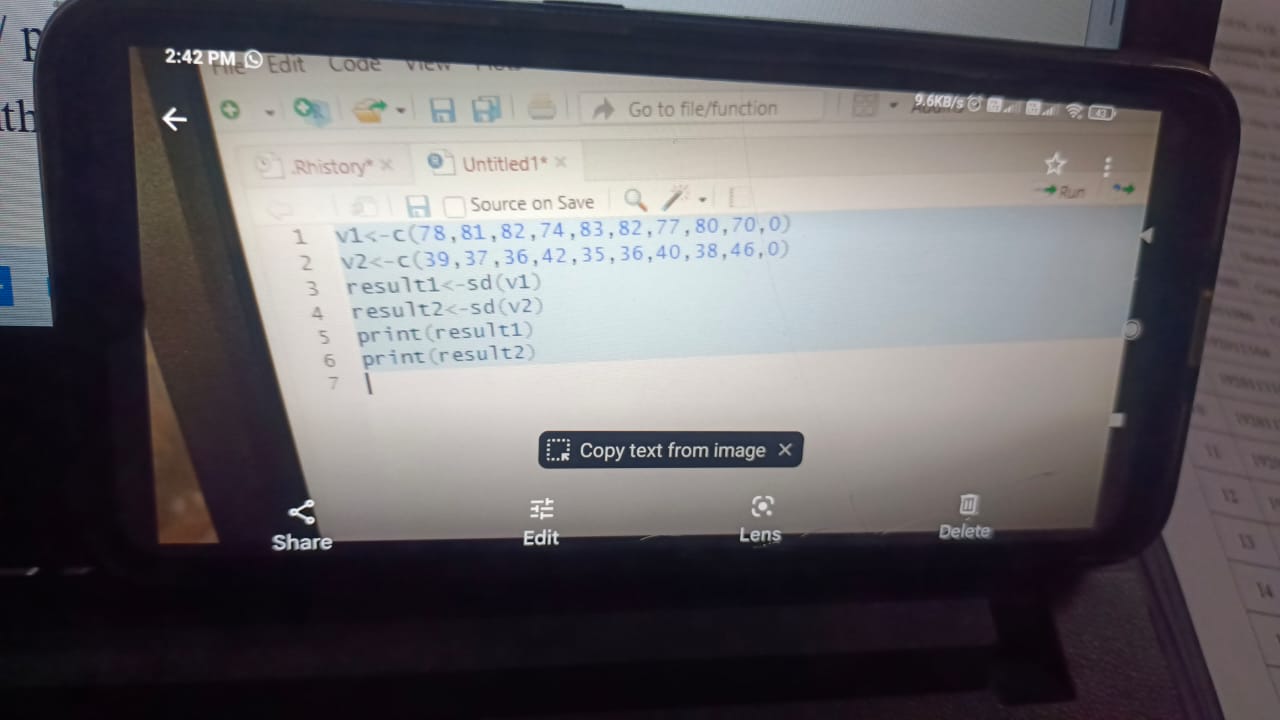 2:42 PM
File Edit Code View
Go to file/function
9.6KB/s
43
.Rhistory* ×
Untitled1* ×
Source on Save
Run
1 v1<-c(78,81,82,74,83,82,77,80,70,0)
2 v2<-c(39,37,36,42,35,36,40,38,46,0)
3 result1<-sd(v1)
4 result2<-sd(v2)
5 print(result1)
6 print(result2)
7
Copy text from image ×
Share
Edit
Lens
Delete
11
12
13
14